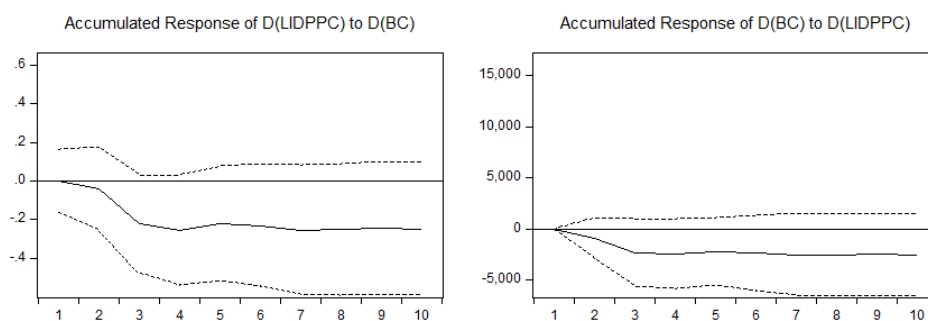 Accumulated Response of D(LIDPPC) to D(BC)
.6
.4
.2
.0
-.2
-.4
1 2 3 4 5 6 7 8 9 10
Accumulated Response of D(BC) to D(LIDPPC)
15,000
10,000
5,000
0
-5,000
1 2 3 4 5 6 7 8 9 10